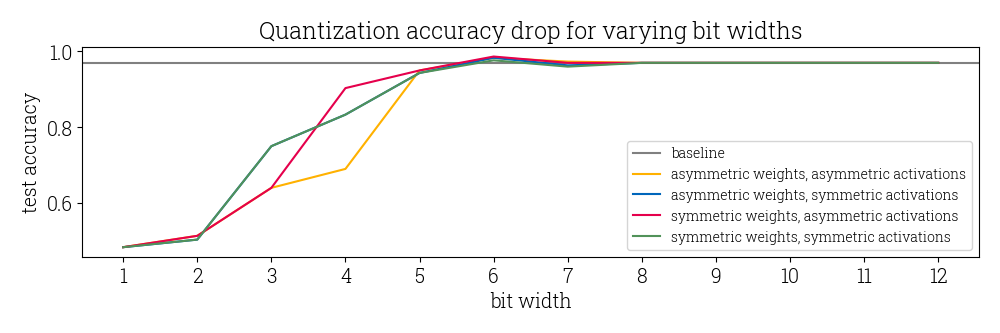 Quantization accuracy drop for varying bit widths
1.0
0.8
0.6
test accuracy
baseline
asymmetric weights, asymmetric activations
asymmetric weights, symmetric activations
symmetric weights, asymmetric activations
symmetric weights, symmetric activations
1 2 3 4 5 6 7 8 9 10 11 12
bit width